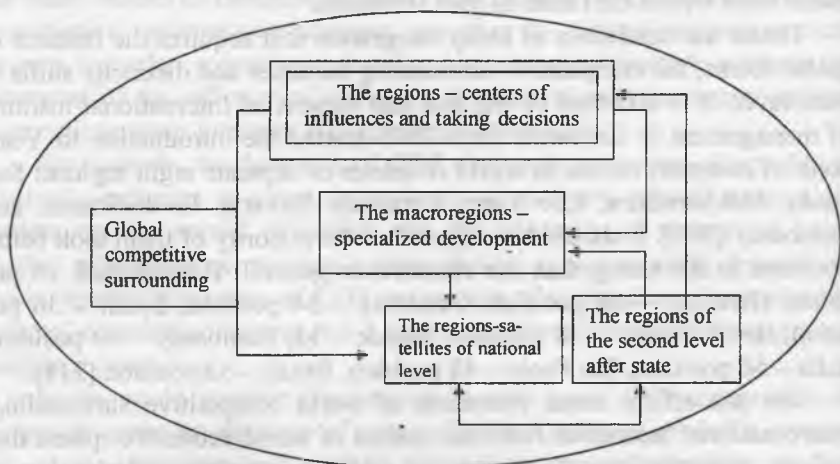 The regions – centers of
influences and taking decisions
The macroregions –
specialized development
Global
competitive
surrounding
The regions-sa-
tellites of national
level
The regions of
the second level
after state